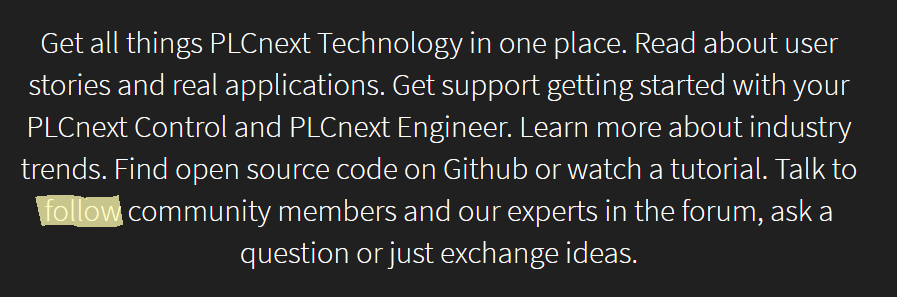 Get all things PLCnext Technology in one place. Read about user
stories and real applications. Get support getting started with your
PLCnext Control and PLCnext Engineer. Learn more about industry
trends. Find open source code on Github or watch a tutorial. Talk to
follow community members and our experts in the forum, ask a
question or just exchange ideas.